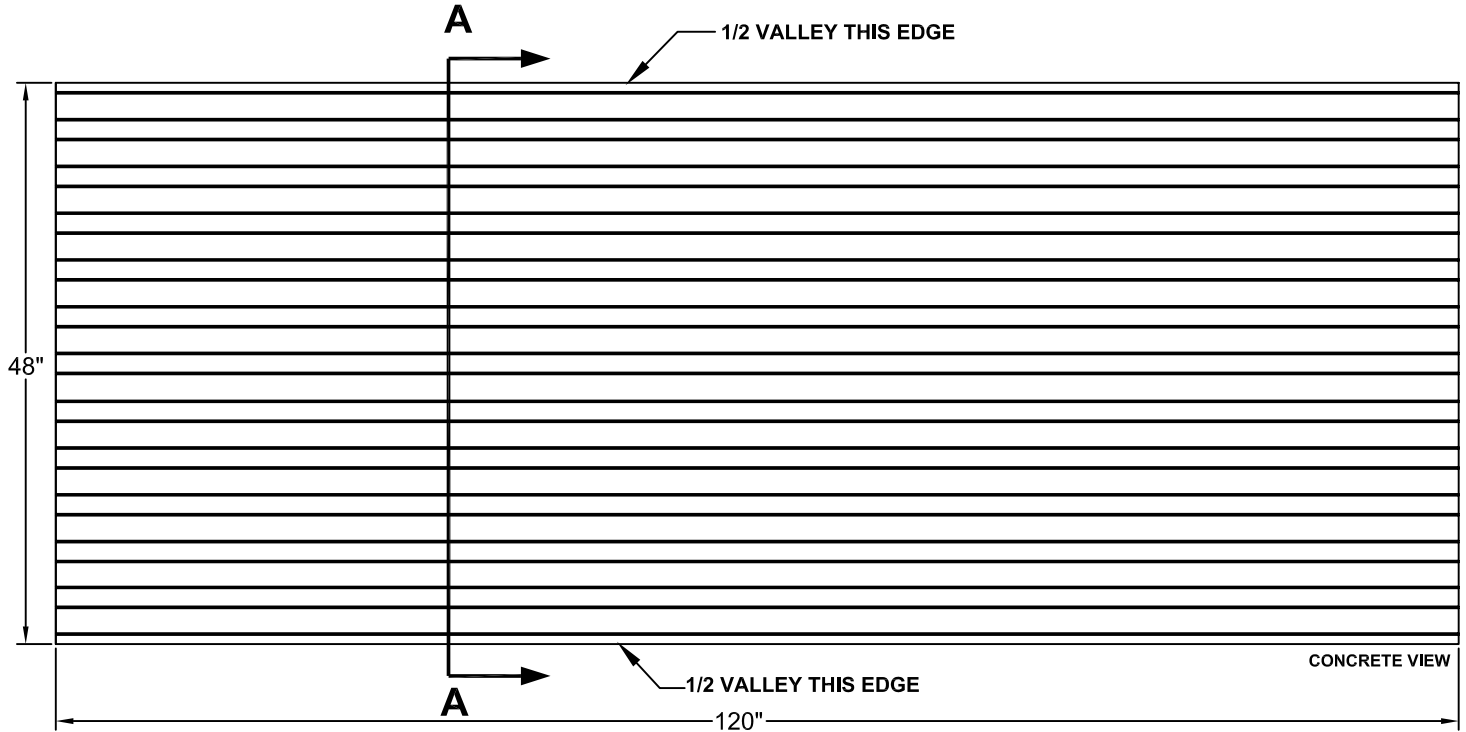 A
1/2 VALLEY THIS EDGE
48"
CONCRETE VIEW
1/2 VALLEY THIS EDGE
A
120"